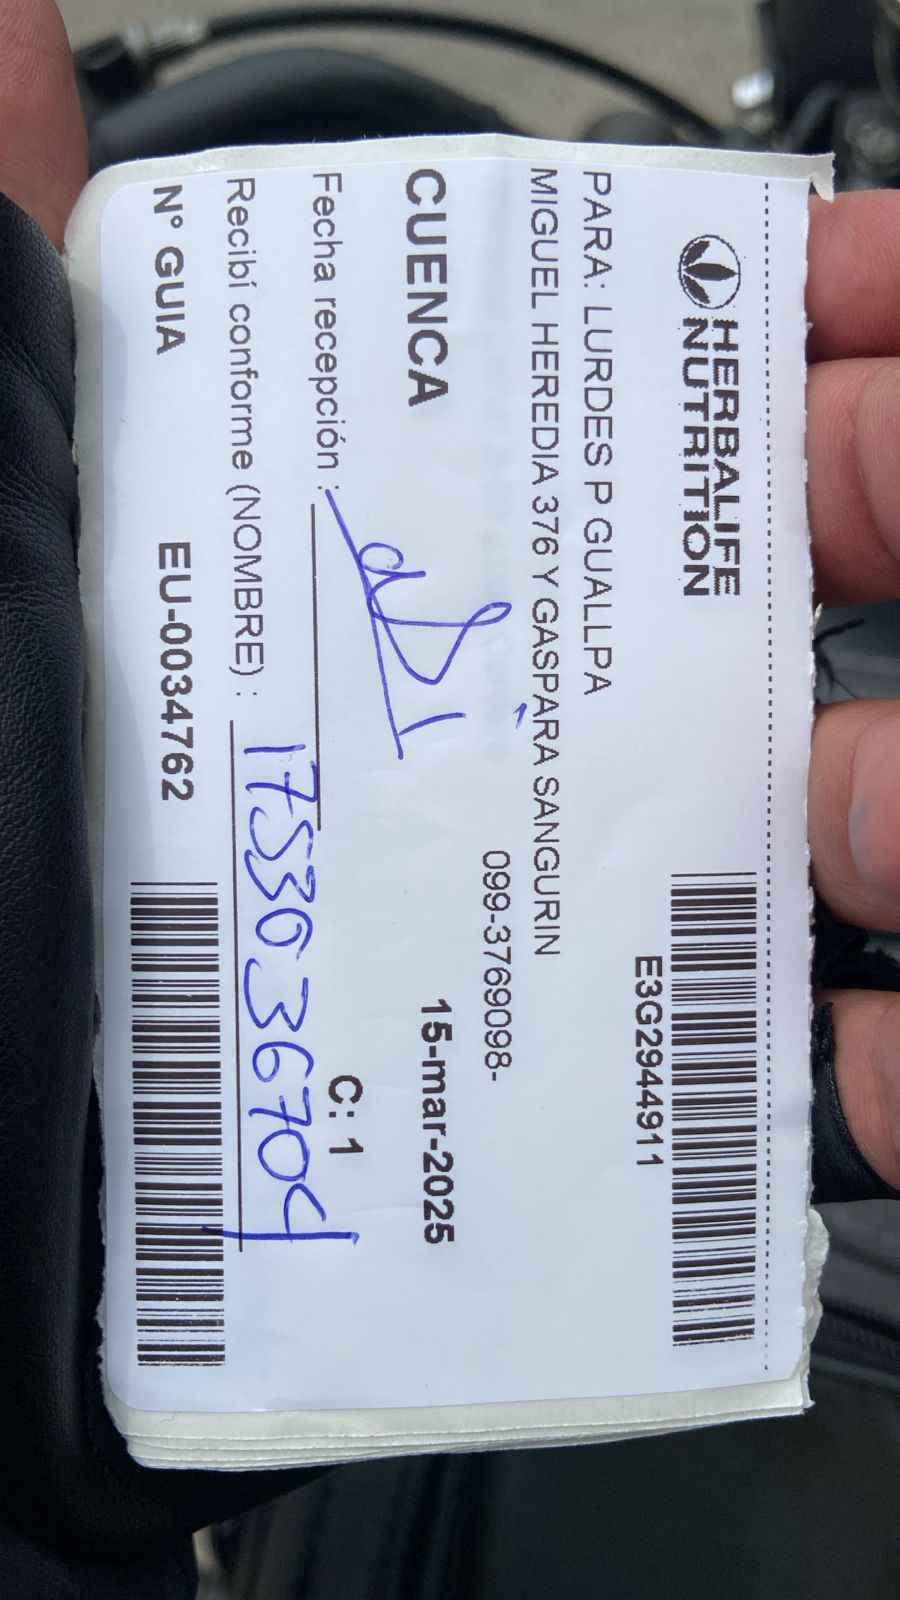 HERBALIFE
NUTRITION
E3G2944911
PARA: LURDES P GUALLPA
MIGUEL HEREDIA 376 Y GASPARA SANGURIN
099-3769098-
CUENCA
15-mar-2025
Fecha recepción :
C: 1
Recibí conforme (NOMBRE) : 1753036704
N° GUIA EU-0034762